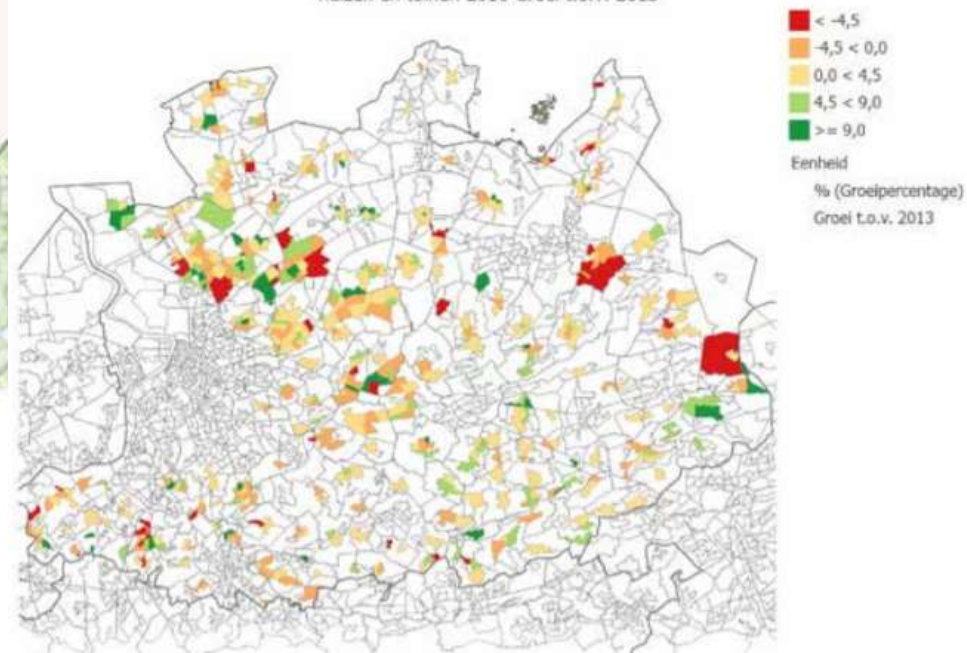 < -4,5
-4,5 < 0,0
0,0 < 4,5
4,5 < 9,0
>= 9,0
Eenheid
% (Groeipercentage)
Groei t.o.v. 2013